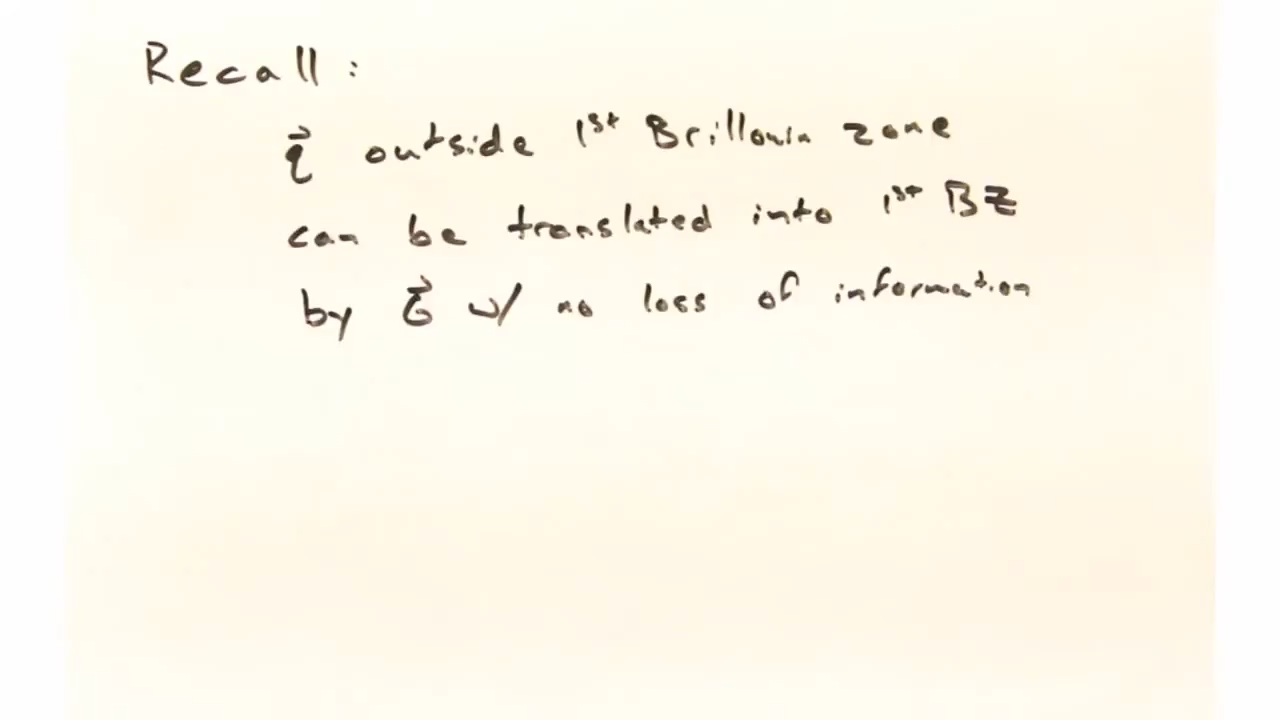 Recall:
q⃗ outside 1st Brillouin zone
can be translated into 1st BZ
by G⃗ w/ no loss of information